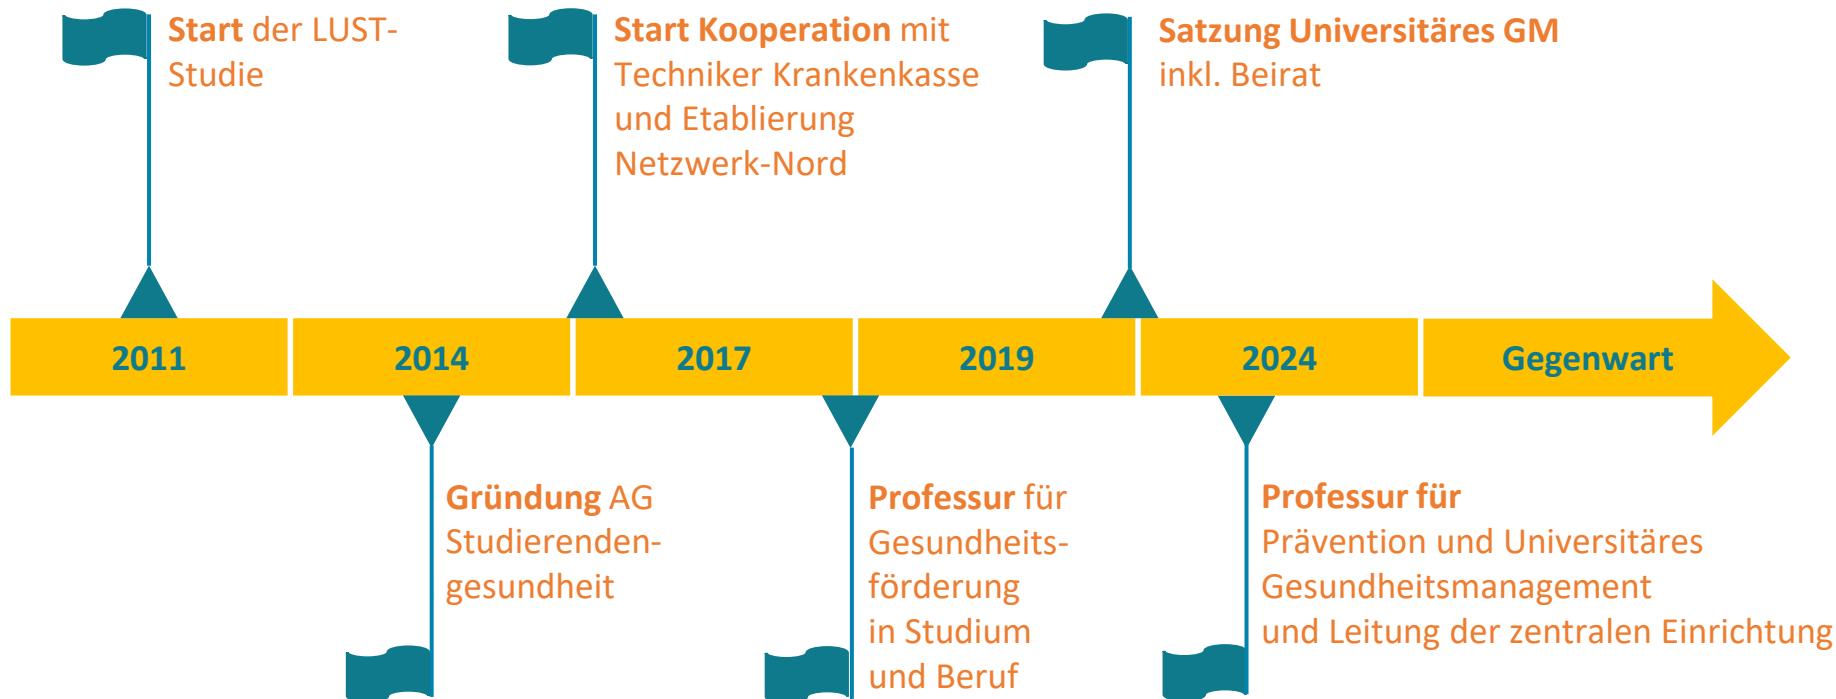 Start der LUST-
Studie
Start Kooperation mit
Techniker Krankenkasse
und Etablierung
Netzwerk-Nord
Satzung Universitäres GM
inkl. Beirat
2011
2014
2017
2019
2024
Gegenwart
Gründung AG
Studierenden-
gesundheit
Professur für
Gesundheits-
förderung
in Studium
und Beruf
Professur für
Prävention und Universitäres
Gesundheitsmanagement
und Leitung der zentralen Einrichtung